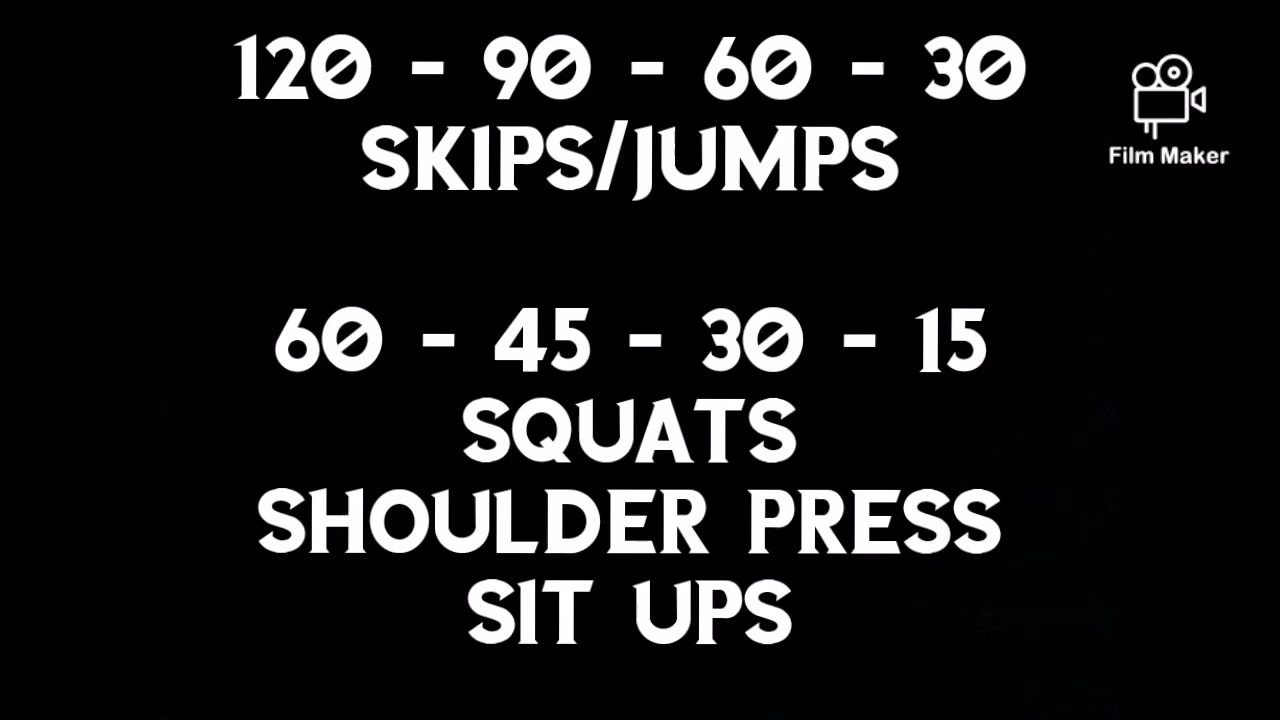 120 - 90 - 60 - 30
SKIPS/JUMPS
Film Maker
60 - 45 - 30 - 15
SQUATS
SHOULDER PRESS
SIT UPS